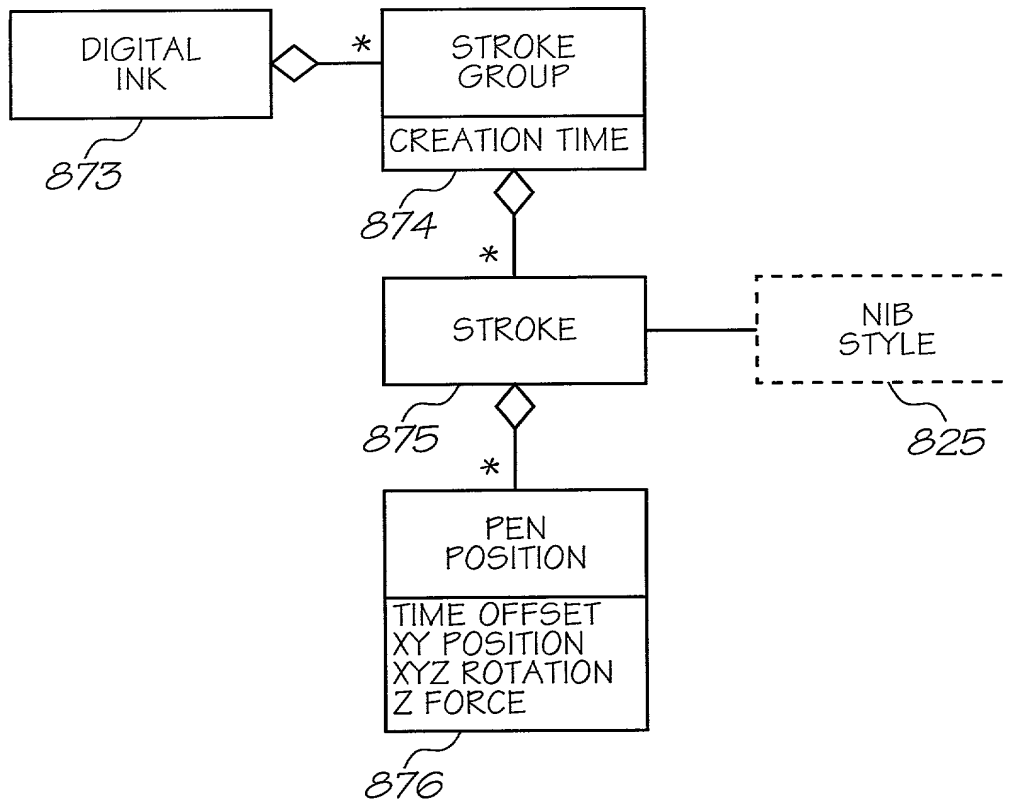 DIGITAL
INK
*
STROKE
GROUP
CREATION TIME
873
874
*
STROKE
NIB
STYLE
875
825
*
PEN
POSITION
TIME OFFSET
XY POSITION
XYZ ROTATION
Z FORCE
876